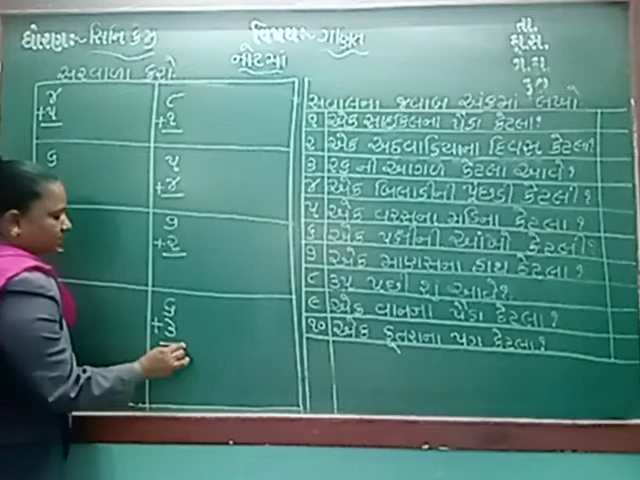 ધોરણ:- સિનિ કેજી
વિષય:- ગણિત
તા.
હા.સં.
ગે.હા.
કુલ
નોટમાં
સરવાળા કરો.
૪
+૫
૮
+૧
૬
૫
+૪
૭
+૨
૬
+૩
સવાલના જવાબ અંકમાં લખો
૧ એક સાઈકલના પૈડા કેટલા?
૨ એક અઠવાડિયાના દિવસ કેટલા?
૩ ૨૬ ની આગળ કેટલા આવે?
૪ એક બિલાડીની પૂંછડી કેટલી?
૫ એક વરસના મહિના કેટલા?
૬ એક પક્ષીની આંખો કેટલી?
૭ એક માણસના હાથ કેટલા?
૮ ૩૫ પછી શું આવે?
૯ એક વાનના પૈડા કેટલા?
૧૦ એક કૂતરાના પગ કેટલા?